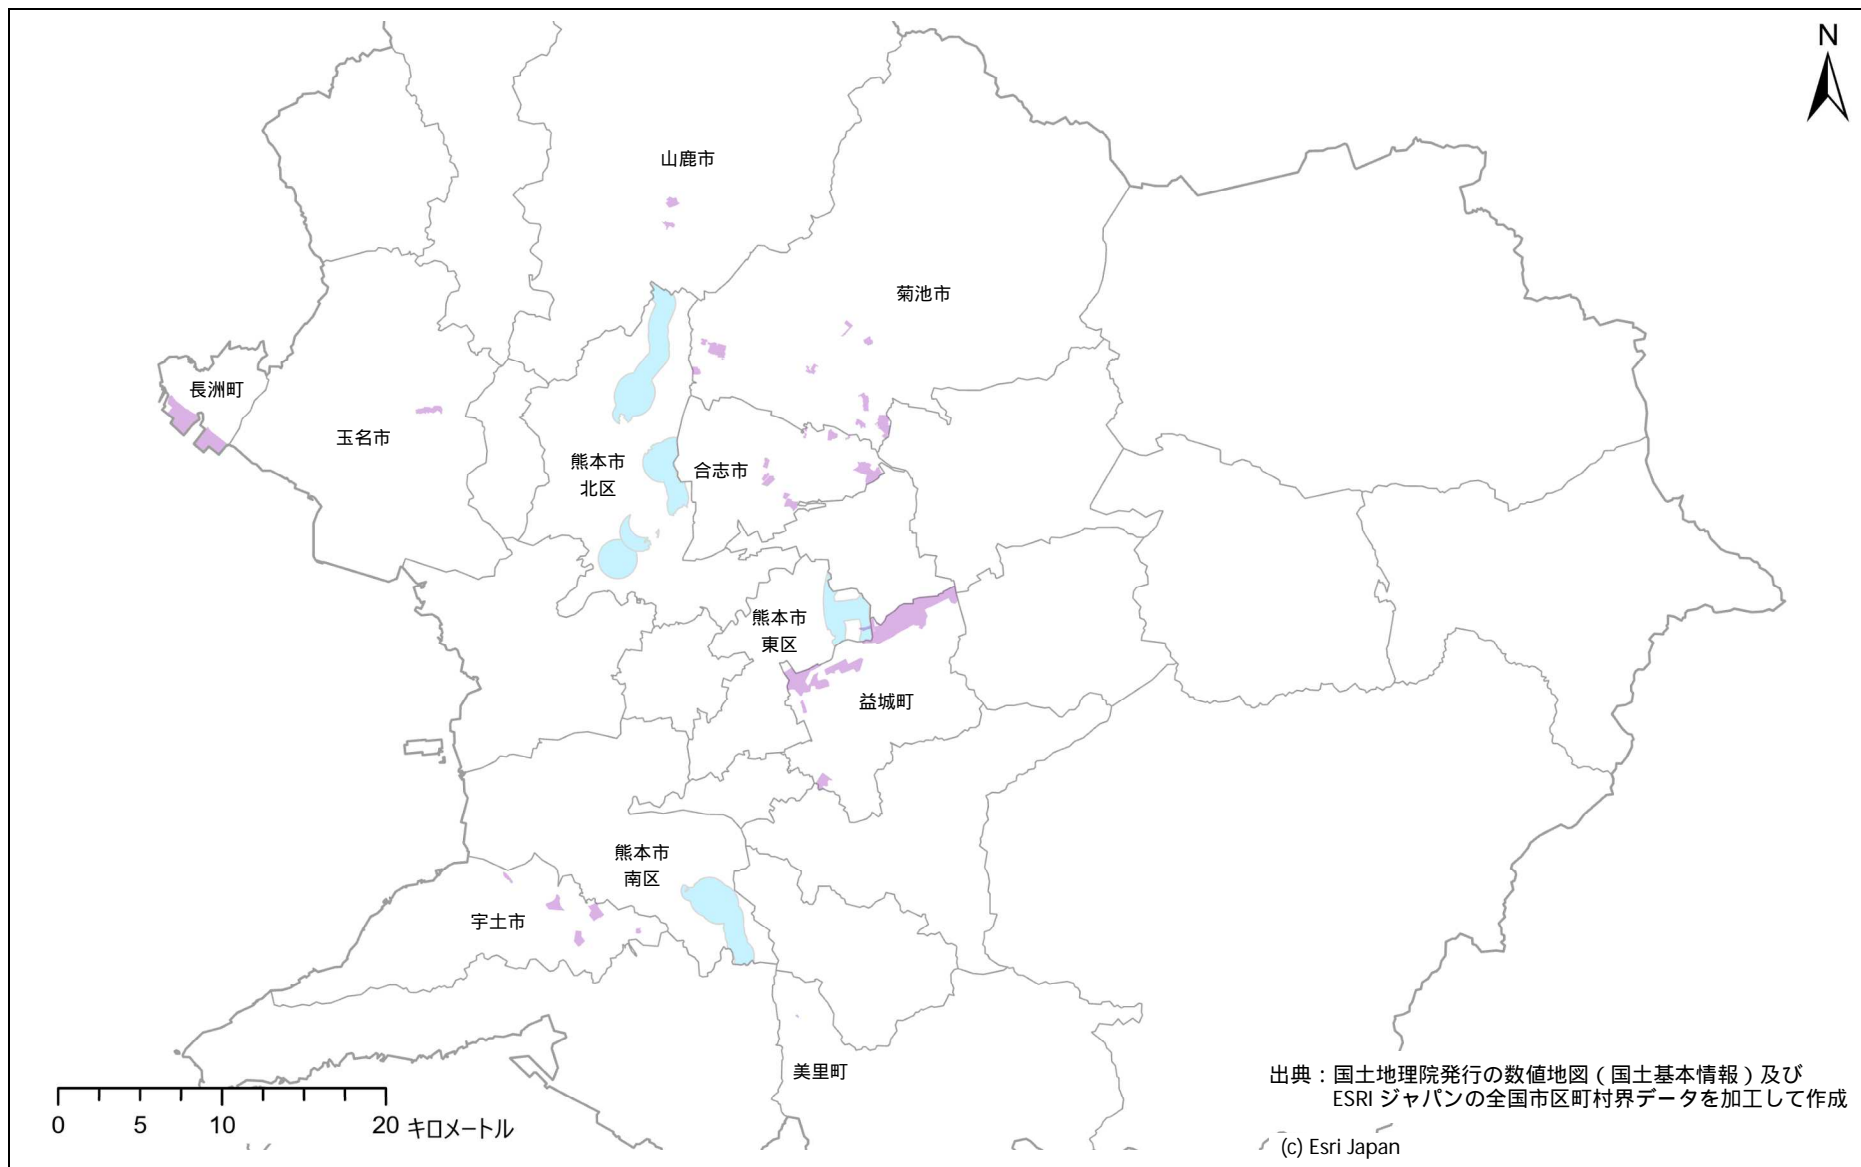 N
山鹿市
菊池市
長洲町
玉名市
熊本市
北区
合志市
熊本市
東区
益城町
熊本市
南区
宇土市
美里町
出典：国土地理院発行の数値地図（国土基本情報）及び
ESRI ジャパンの全国市区町村界データを加工して作成
0 5 10 20 キロメートル
(c) Esri Japan